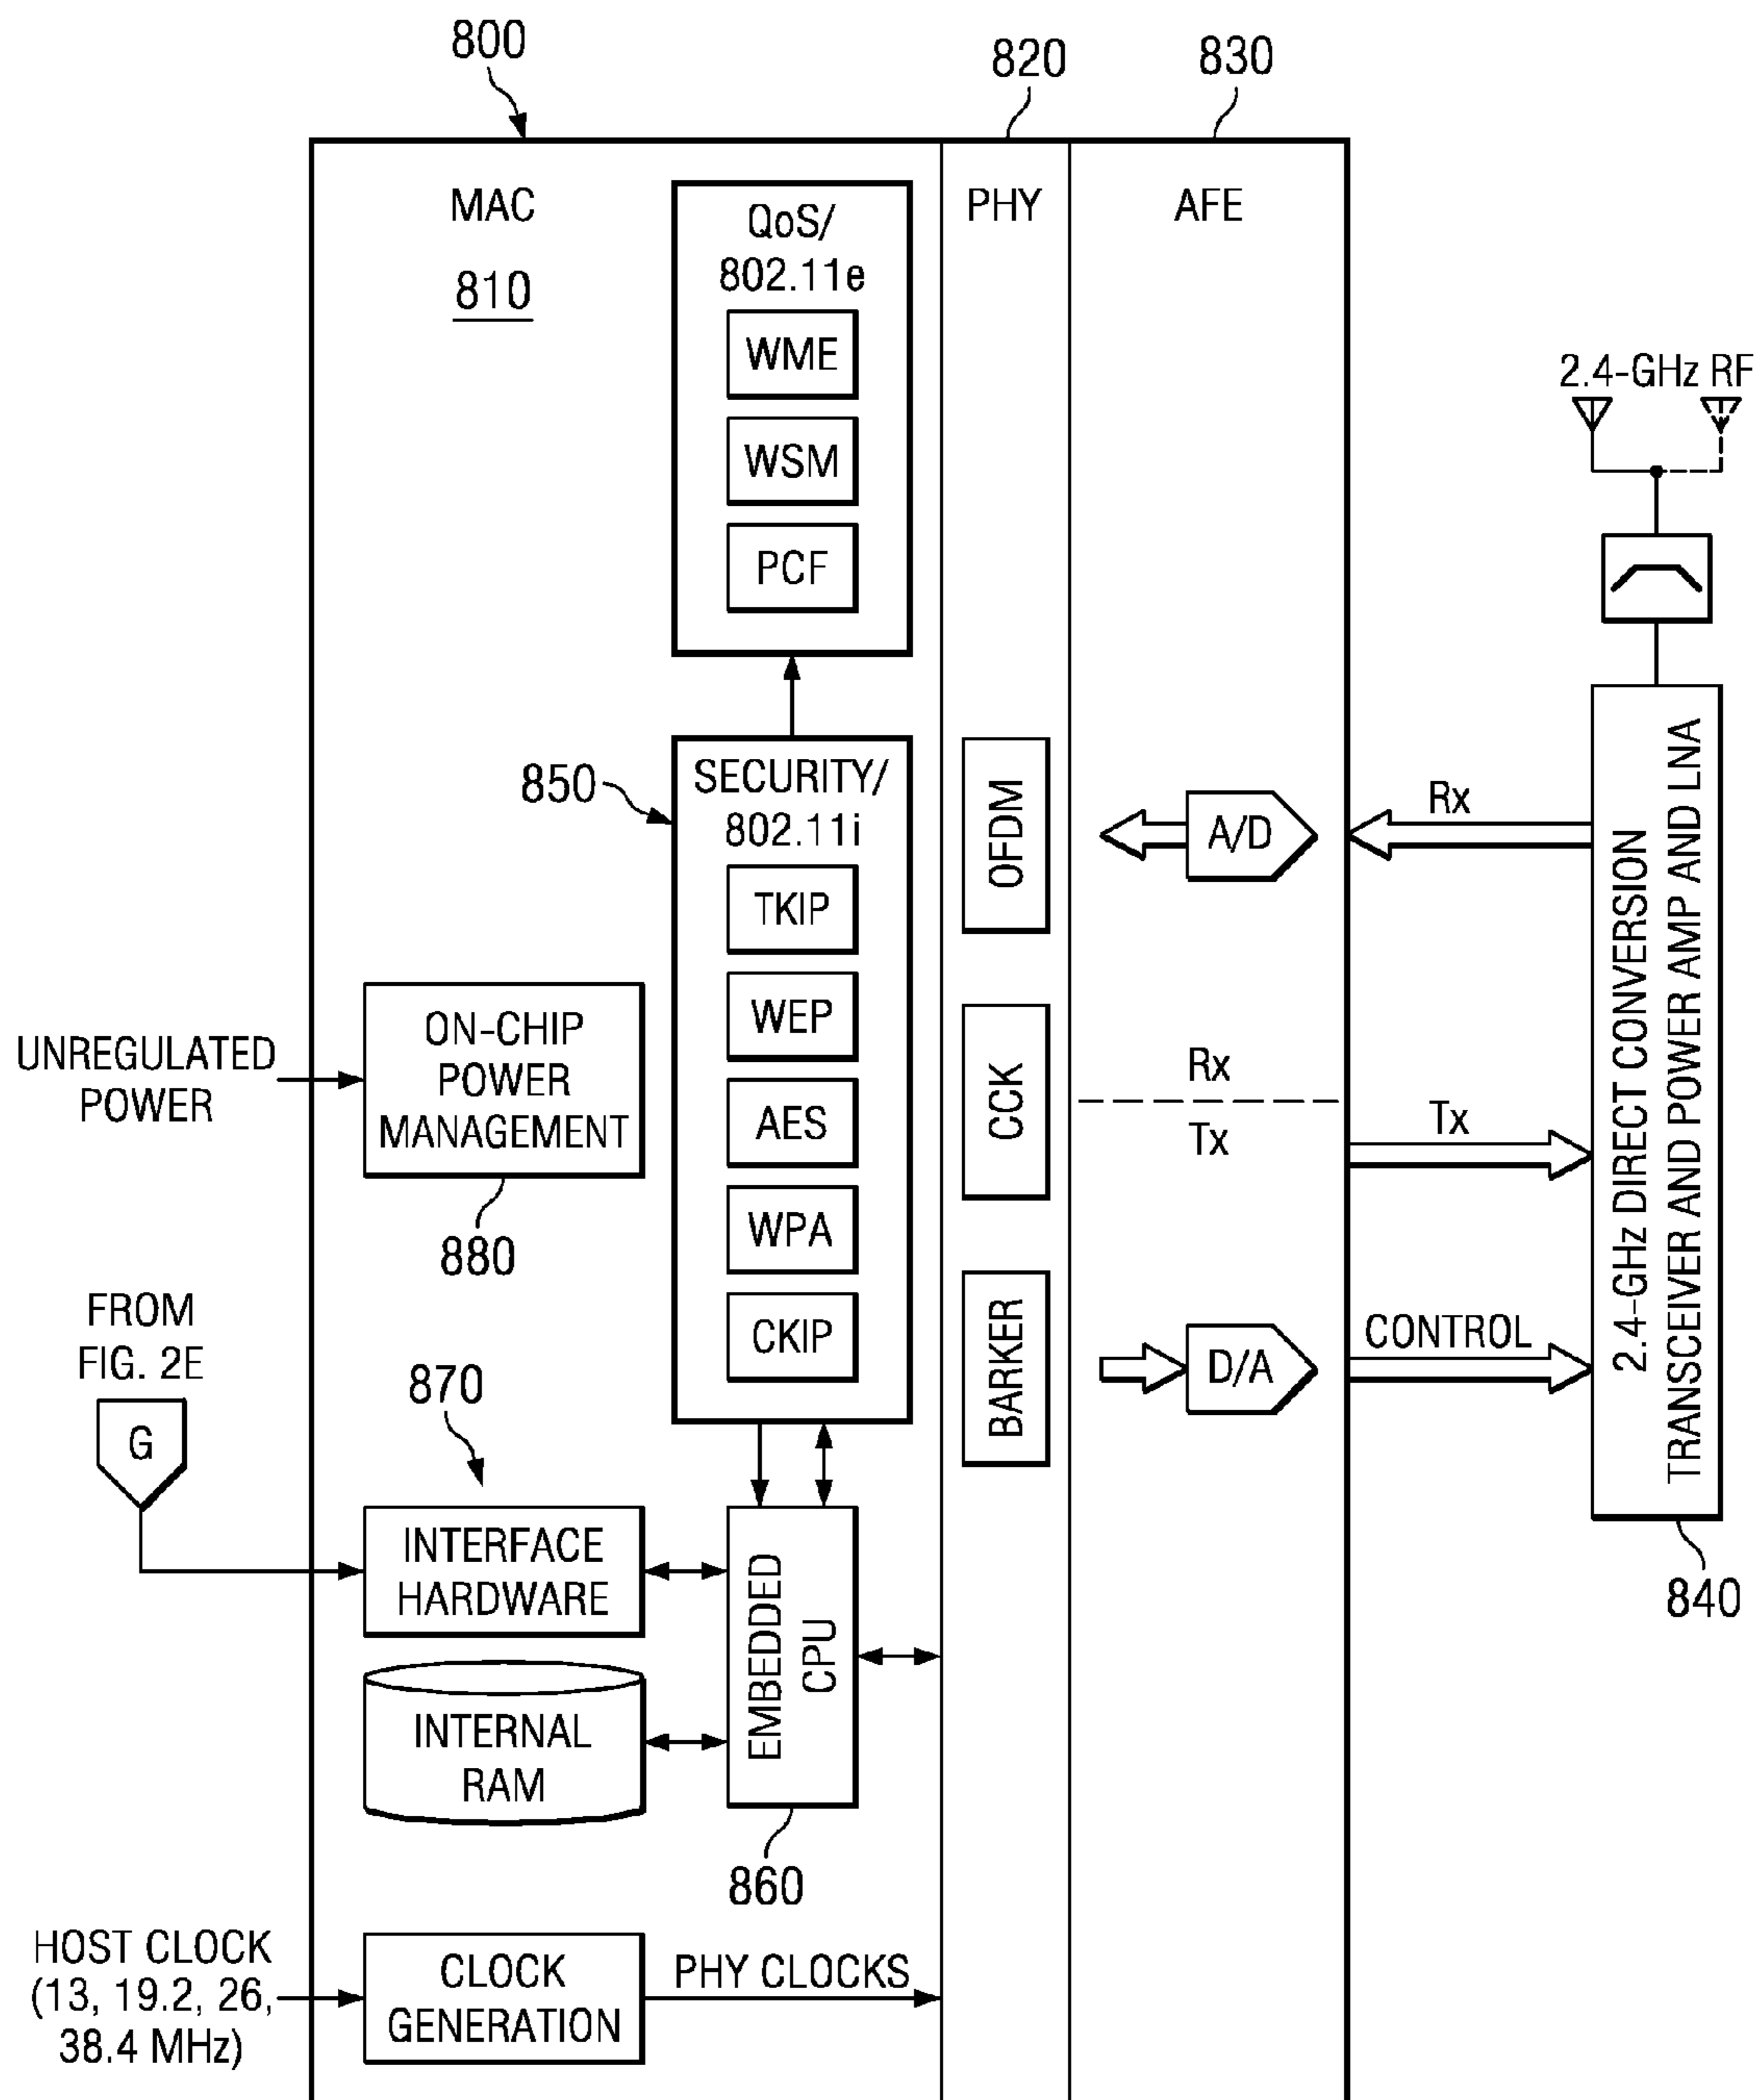 800
820
830
MAC
810
QoS/
802.11e
WME
WSM
PCF
PHY
AFE
2.4-GHz RF
850
SECURITY/
802.11i
TKIP
WEP
AES
WPA
CKIP
OFDM
CCK
BARKER
A/D
Rx
Tx
D/A
Rx
Tx
CONTROL
2.4-GHz DIRECT CONVERSION
TRANSCEIVER AND POWER AMP AND LNA
840
UNREGULATED
POWER
ON-CHIP
POWER
MANAGEMENT
880
FROM
FIG. 2E
G
870
INTERFACE
HARDWARE
INTERNAL
RAM
EMBEDDED
CPU
860
HOST CLOCK
(13, 19.2, 26,
38.4 MHz)
CLOCK
GENERATION
PHY CLOCKS